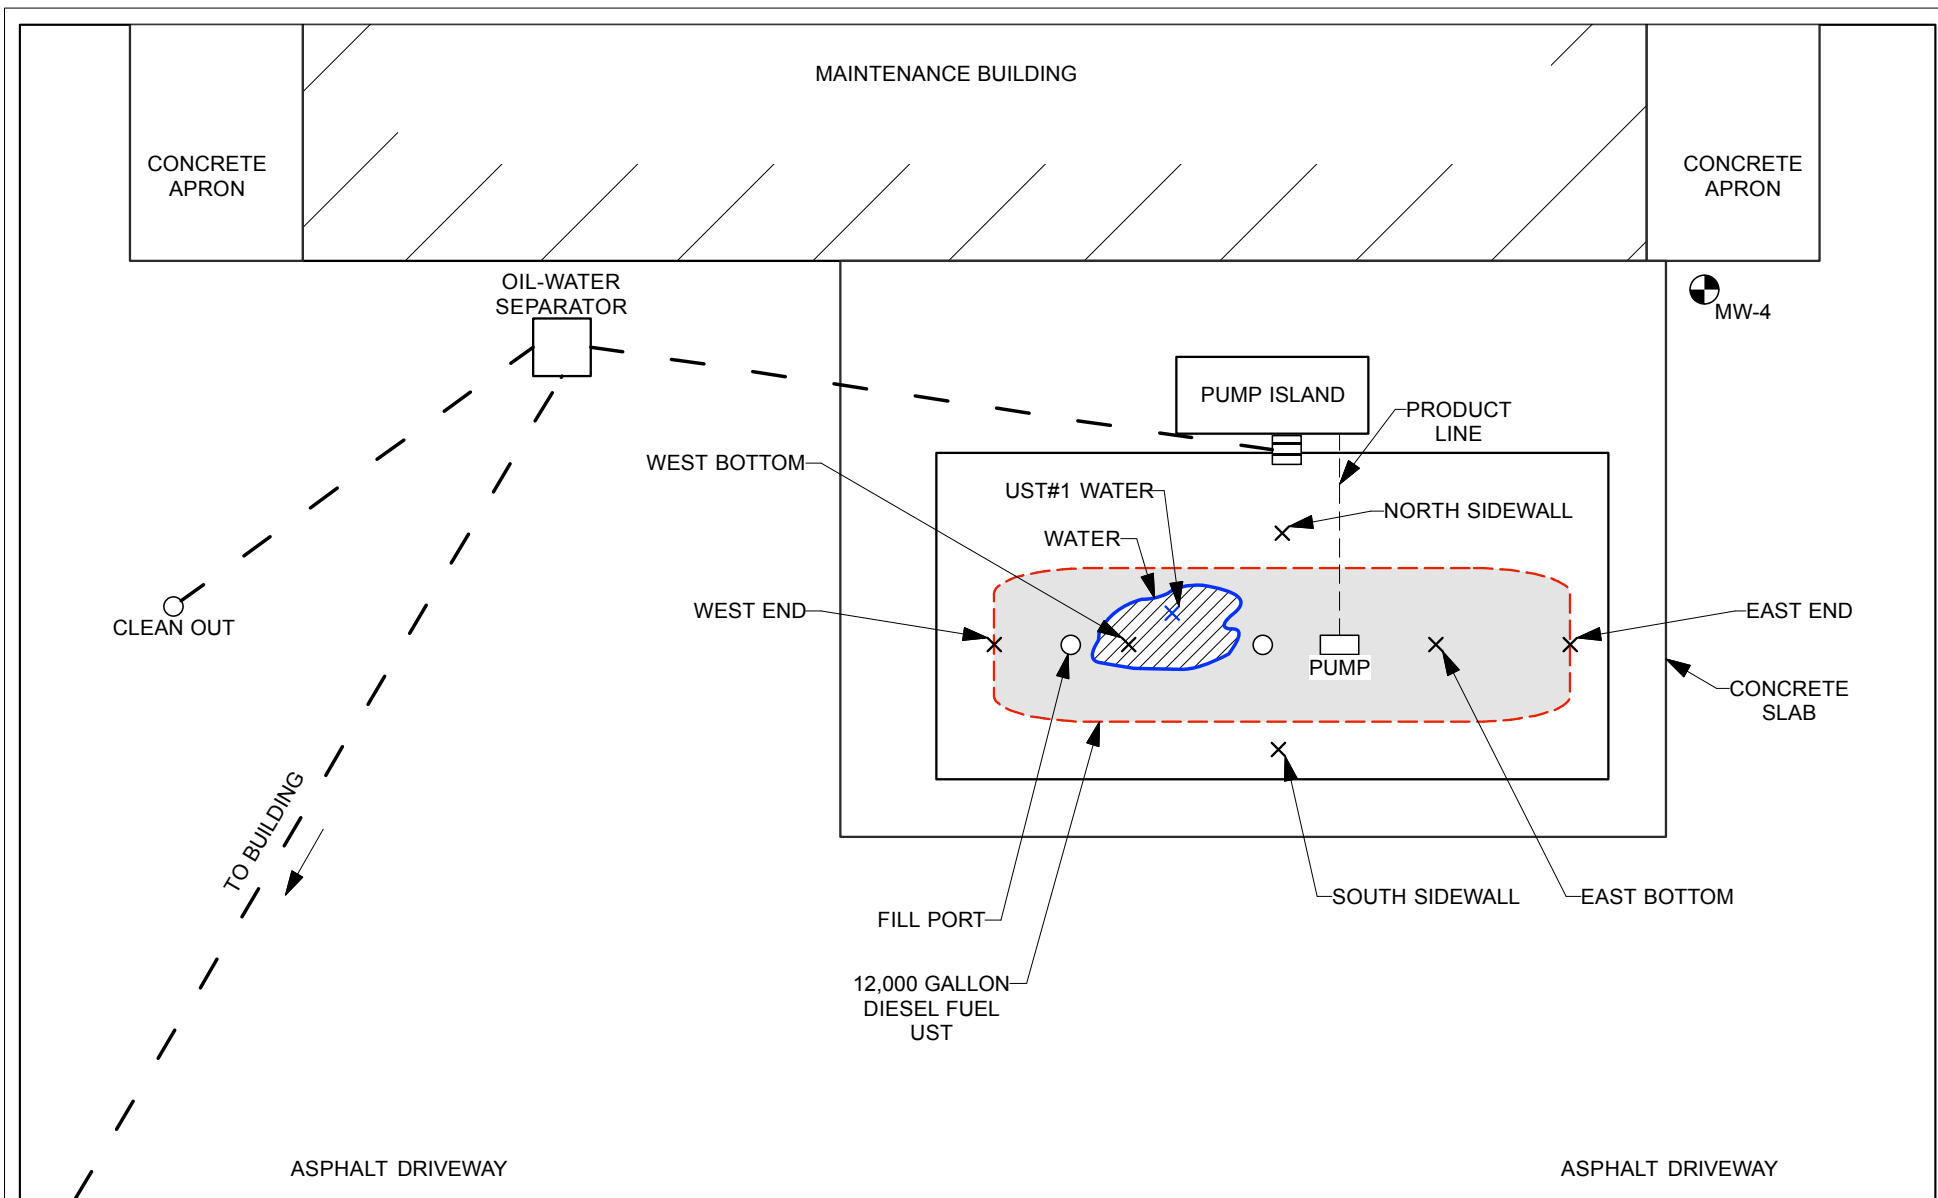 MAINTENANCE BUILDING
CONCRETE
APRON
CONCRETE
APRON
OIL-WATER
SEPARATOR
MW-4
PUMP ISLAND
PRODUCT
LINE
WEST BOTTOM
UST#1 WATER
NORTH SIDEWALL
WATER
WEST END
EAST END
CLEAN OUT
PUMP
CONCRETE
SLAB
TO BUILDING
SOUTH SIDEWALL
EAST BOTTOM
FILL PORT
12,000 GALLON
DIESEL FUEL
UST
ASPHALT DRIVEWAY
ASPHALT DRIVEWAY